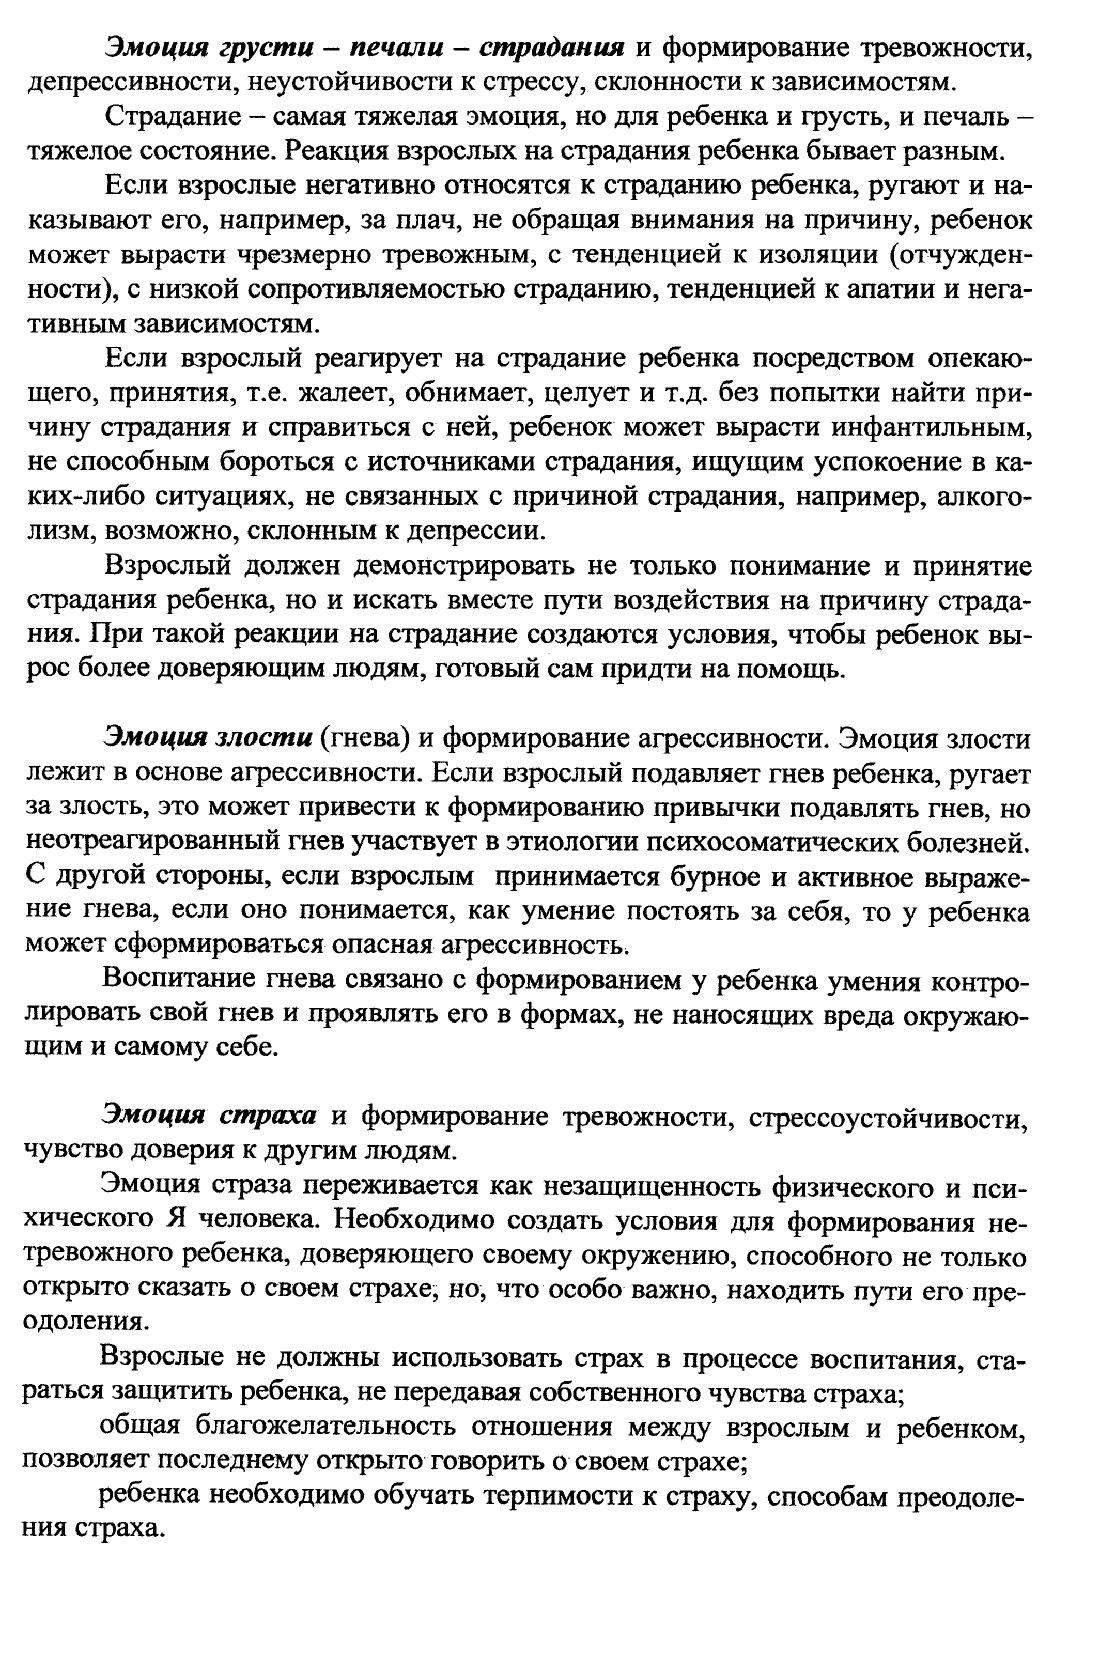 Эмоция грусти – печали – страдания и формирование тревожности,
депрессивности, неустойчивости к стрессу, склонности к зависимостям.
Страдание – самая тяжелая эмоция, но для ребенка и грусть, и печаль –
тяжелое состояние. Реакция взрослых на страдания ребенка бывает разным.
Если взрослые негативно относятся к страданию ребенка, ругают и на-
казывают его, например, за плач, не обращая внимания на причину, ребенок
может вырасти чрезмерно тревожным, с тенденцией к изоляции (отчужден-
ности), с низкой сопротивляемостью страданию, тенденцией к апатии и нега-
тивным зависимостям.
Если взрослый реагирует на страдание ребенка посредством опекаю-
щего, принятия, т.е. жалеет, обнимает, целует и т.д. без попытки найти при-
чину страдания и справиться с ней, ребенок может вырасти инфантильным,
не способным бороться с источниками страдания, ищущим успокоение в ка-
ких-либо ситуациях, не связанных с причиной страдания, например, алкого-
лизм, возможно, склонным к депрессии.
Взрослый должен демонстрировать не только понимание и принятие
страдания ребенка, но и искать вместе пути воздействия на причину страда-
ния. При такой реакции на страдание создаются условия, чтобы ребенок вы-
рос более доверяющим людям, готовый сам придти на помощь.
Эмоция злости (гнева) и формирование агрессивности. Эмоция злости
лежит в основе агрессивности. Если взрослый подавляет гнев ребенка, ругает
за злость, это может привести к формированию привычки подавлять гнев, но
неотреагированный гнев участвует в этиологии психосоматических болезней.
С другой стороны, если взрослым принимается бурное и активное выраже-
ние гнева, если оно понимается, как умение постоять за себя, то у ребенка
может сформироваться опасная агрессивность.
Воспитание гнева связано с формированием у ребенка умения контро-
лировать свой гнев и проявлять его в формах, не наносящих вреда окружаю-
щим и самому себе.
Эмоция страха и формирование тревожности, стрессоустойчивости,
чувство доверия к другим людям.
Эмоция страза переживается как незащищенность физического и пси-
хического Я человека. Необходимо создать условия для формирования не-
тревожного ребенка, доверяющего своему окружению, способного не только
открыто сказать о своем страхе, но, что особо важно, находить пути его пре-
одоления.
Взрослые не должны использовать страх в процессе воспитания, ста-
раться защитить ребенка, не передавая собственного чувства страха;
общая благожелательность отношения между взрослым и ребенком,
позволяет последнему открыто говорить о своем страхе;
ребенка необходимо обучать терпимости к страху, способам преодоле-
ния страха.